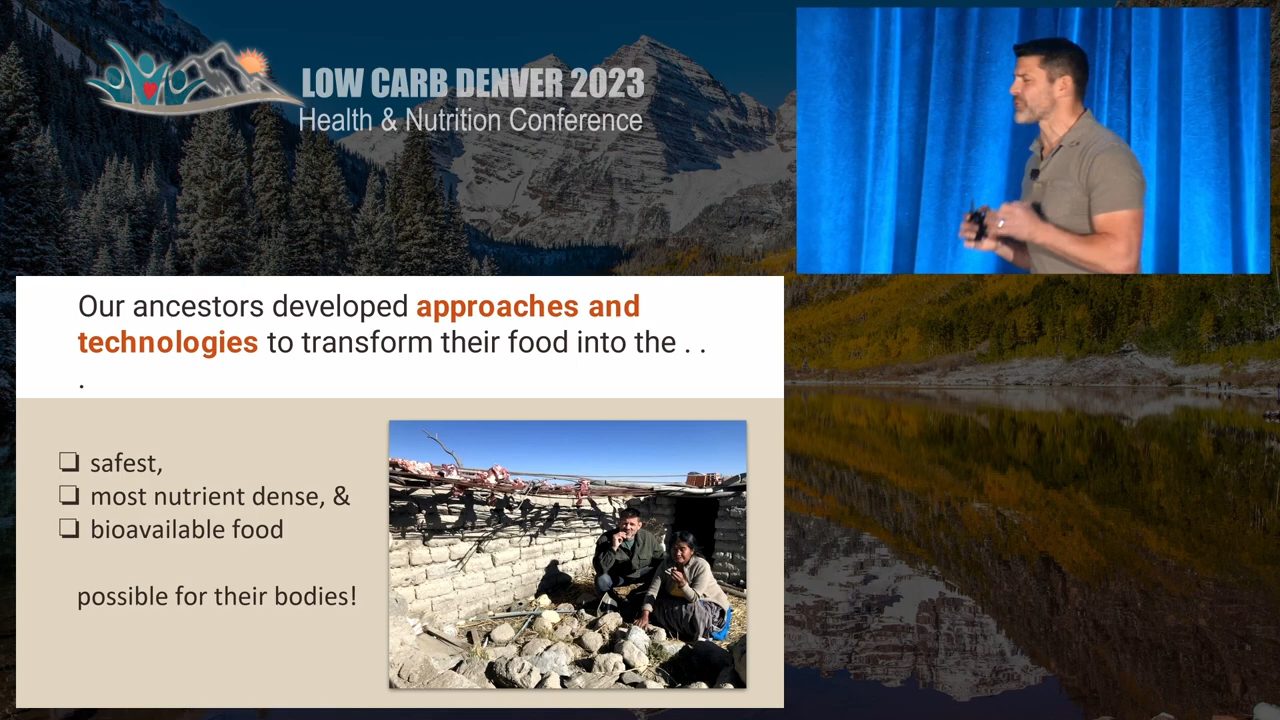 LOW CARB DENVER 2023
Health & Nutrition Conference
Our ancestors developed approaches and
technologies to transform their food into the . .
.
❏ safest,
❏ most nutrient dense, &
❏ bioavailable food
possible for their bodies!